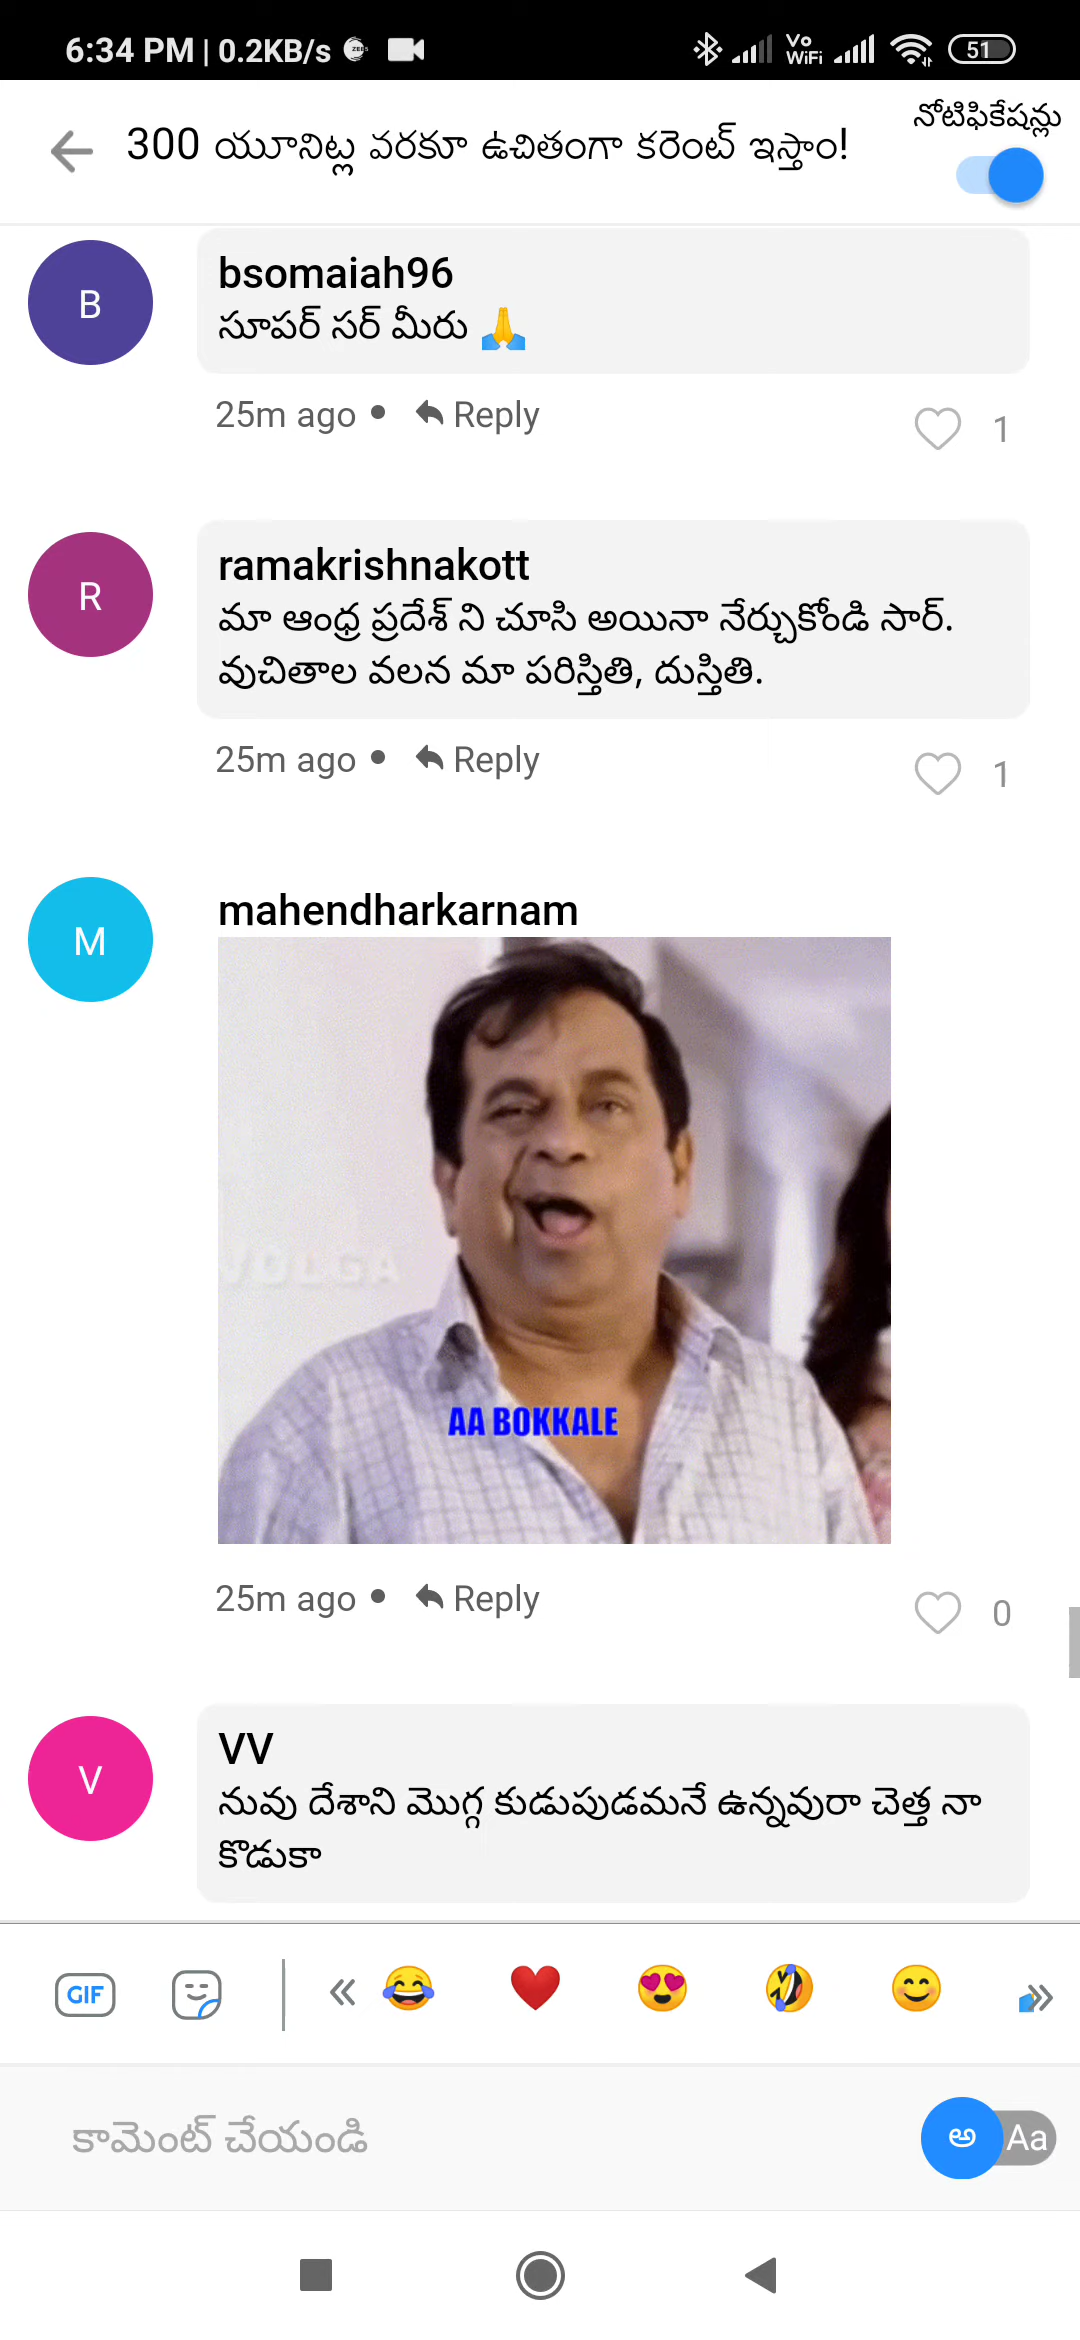 6:34 PM | 0.2KB/s
Vo WiFi
51
నోటిఫికేషన్లు
300 యూనిట్ల వరకూ ఉచితంగా కరెంట్ ఇస్తాం!
B
bsomaiah96
సూపర్ సర్ మీరు 🙏
25m ago • Reply
1
R
ramakrishnakott
మా ఆంధ్ర ప్రదేశ్ ని చూసి అయినా నేర్చుకోండి సార్.
వుచితాల వలన మా పరిస్తితి, దుస్తితి.
25m ago • Reply
1
M
mahendharkarnam
VOLGA
AA BOKKALE
25m ago • Reply
0
V
VV
నువు దేశాని మొగ్గ కుడుపుడమనే ఉన్నవురా చెత్త నా
కొడుకా
GIF
కామెంట్ చేయండి
అ Aa